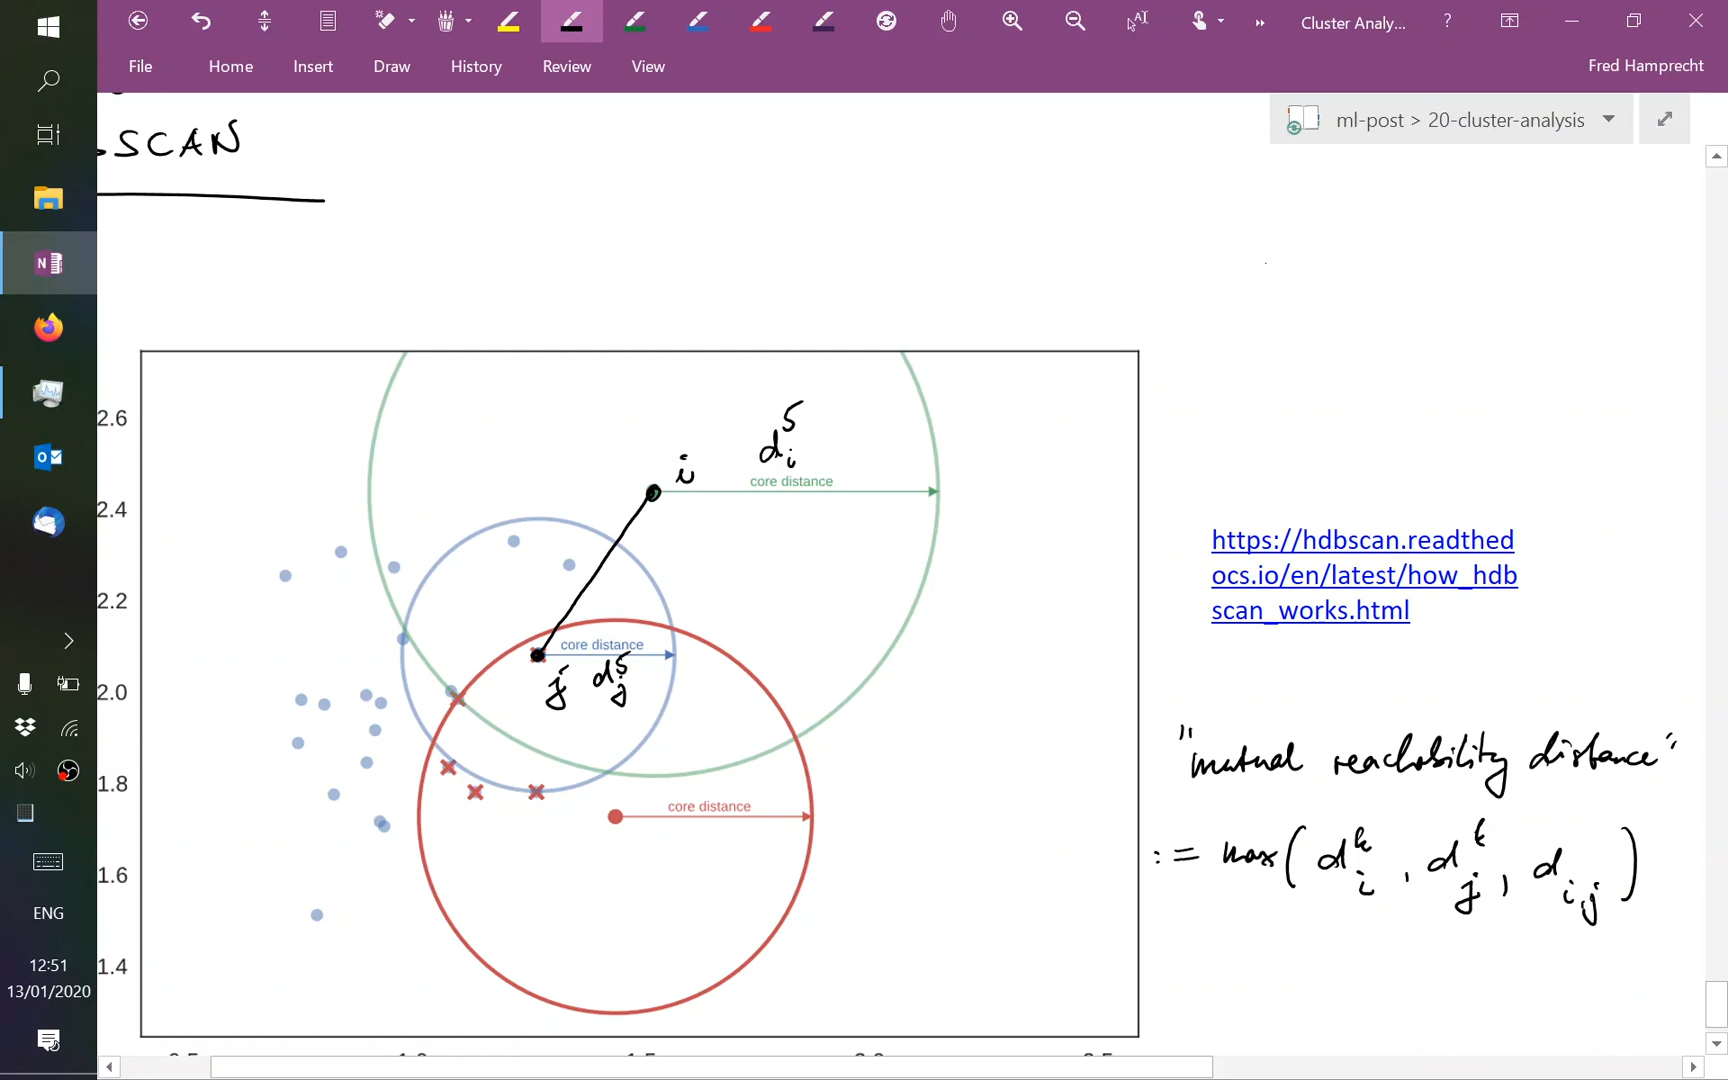 Cluster Analy...
?
File
Home
Insert
Draw
History
Review
View
Fred Hamprecht
SCAN
ml-post > 20-cluster-analysis
2.6
2.4
2.2
2.0
1.8
1.6
1.4
d_i^5
i
core distance
core distance
j d_j^5
core distance
https://hdbscan.readthed
ocs.io/en/latest/how_hdb
scan_works.html
"mutual reachability distance"
:= max(d_i^k, d_j^k, d_ij)
ENG
12:51
13/01/2020